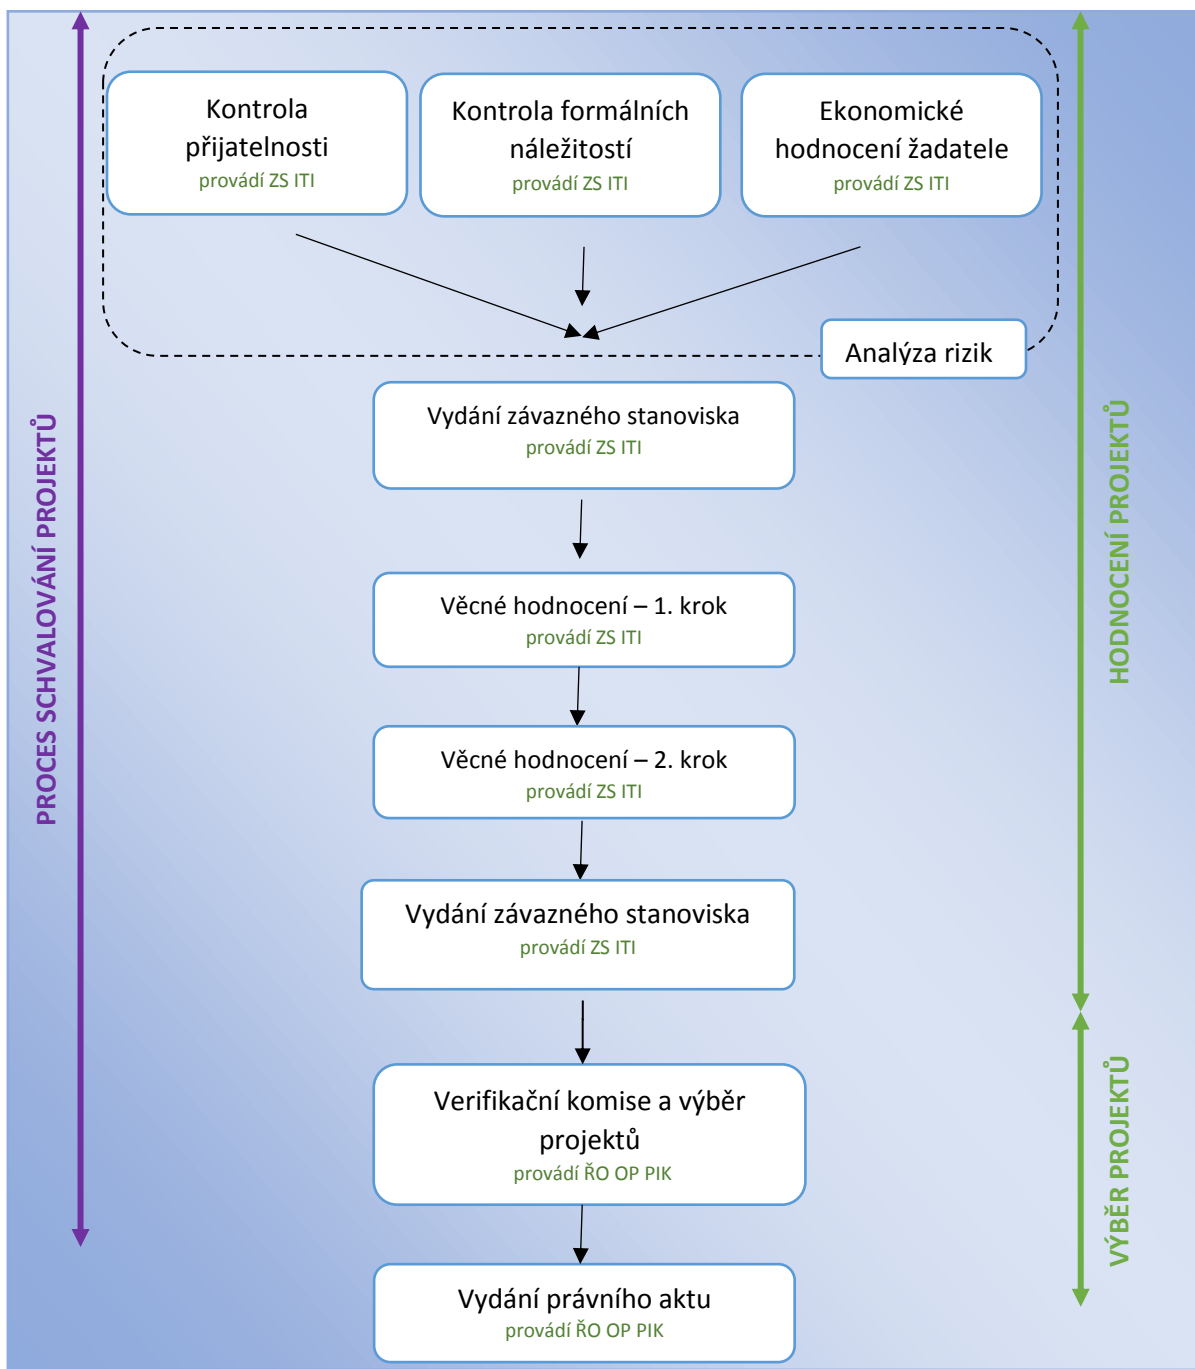 Kontrola
přijatelnosti
provádí ZS ITI
Kontrola formálních
náležitostí
provádí ZS ITI
Ekonomické
hodnocení žadatele
provádí ZS ITI
Analýza rizik
Vydání závazného stanoviska
provádí ZS ITI
Věcné hodnocení – 1. krok
provádí ZS ITI
Věcné hodnocení – 2. krok
provádí ZS ITI
Vydání závazného stanoviska
provádí ZS ITI
Verifikační komise a výběr
projektů
provádí ŘO OP PIK
Vydání právního aktu
provádí ŘO OP PIK
PROCES SCHVALOVÁNÍ PROJEKTŮ
HODNOCENÍ PROJEKTŮ
VÝBĚR PROJEKTŮ